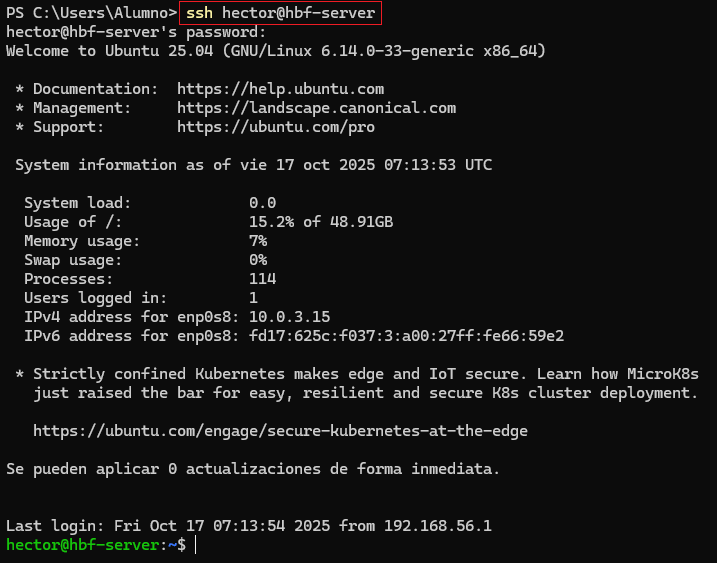 PS C:\Users\Alumno> ssh hector@hbf-server
hector@hbf-server's password:
Welcome to Ubuntu 25.04 (GNU/Linux 6.14.0-33-generic x86_64)
* Documentation:  https://help.ubuntu.com
* Management:     https://landscape.canonical.com
* Support:        https://ubuntu.com/pro
System information as of vie 17 oct 2025 07:13:53 UTC
System load:             0.0
Usage of /:              15.2% of 48.91GB
Memory usage:            7%
Swap usage:              0%
Processes:               114
Users logged in:         1
IPv4 address for enp0s8: 10.0.3.15
IPv6 address for enp0s8: fd17:625c:f037:3:a00:27ff:fe66:59e2
* Strictly confined Kubernetes makes edge and IoT secure. Learn how MicroK8s
just raised the bar for easy, resilient and secure K8s cluster deployment.
https://ubuntu.com/engage/secure-kubernetes-at-the-edge
Se pueden aplicar 0 actualizaciones de forma inmediata.
Last login: Fri Oct 17 07:13:54 2025 from 192.168.56.1
hector@hbf-server:~$